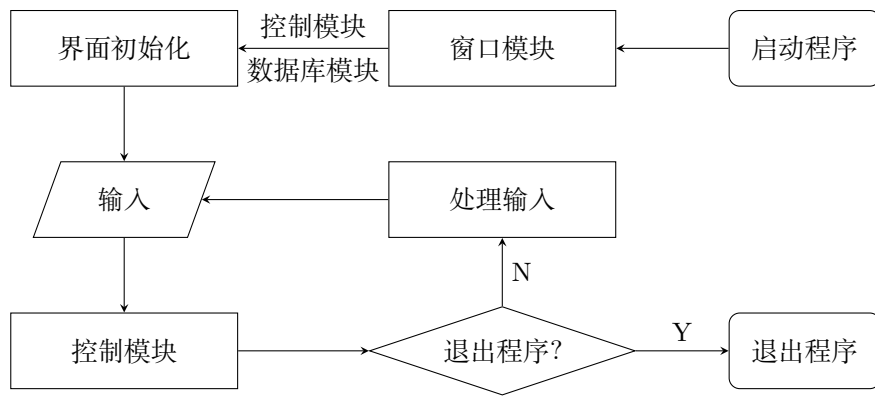 界面初始化
控制模块
数据库模块
窗口模块
启动程序
输入
处理输入
N
控制模块
退出程序?
Y
退出程序